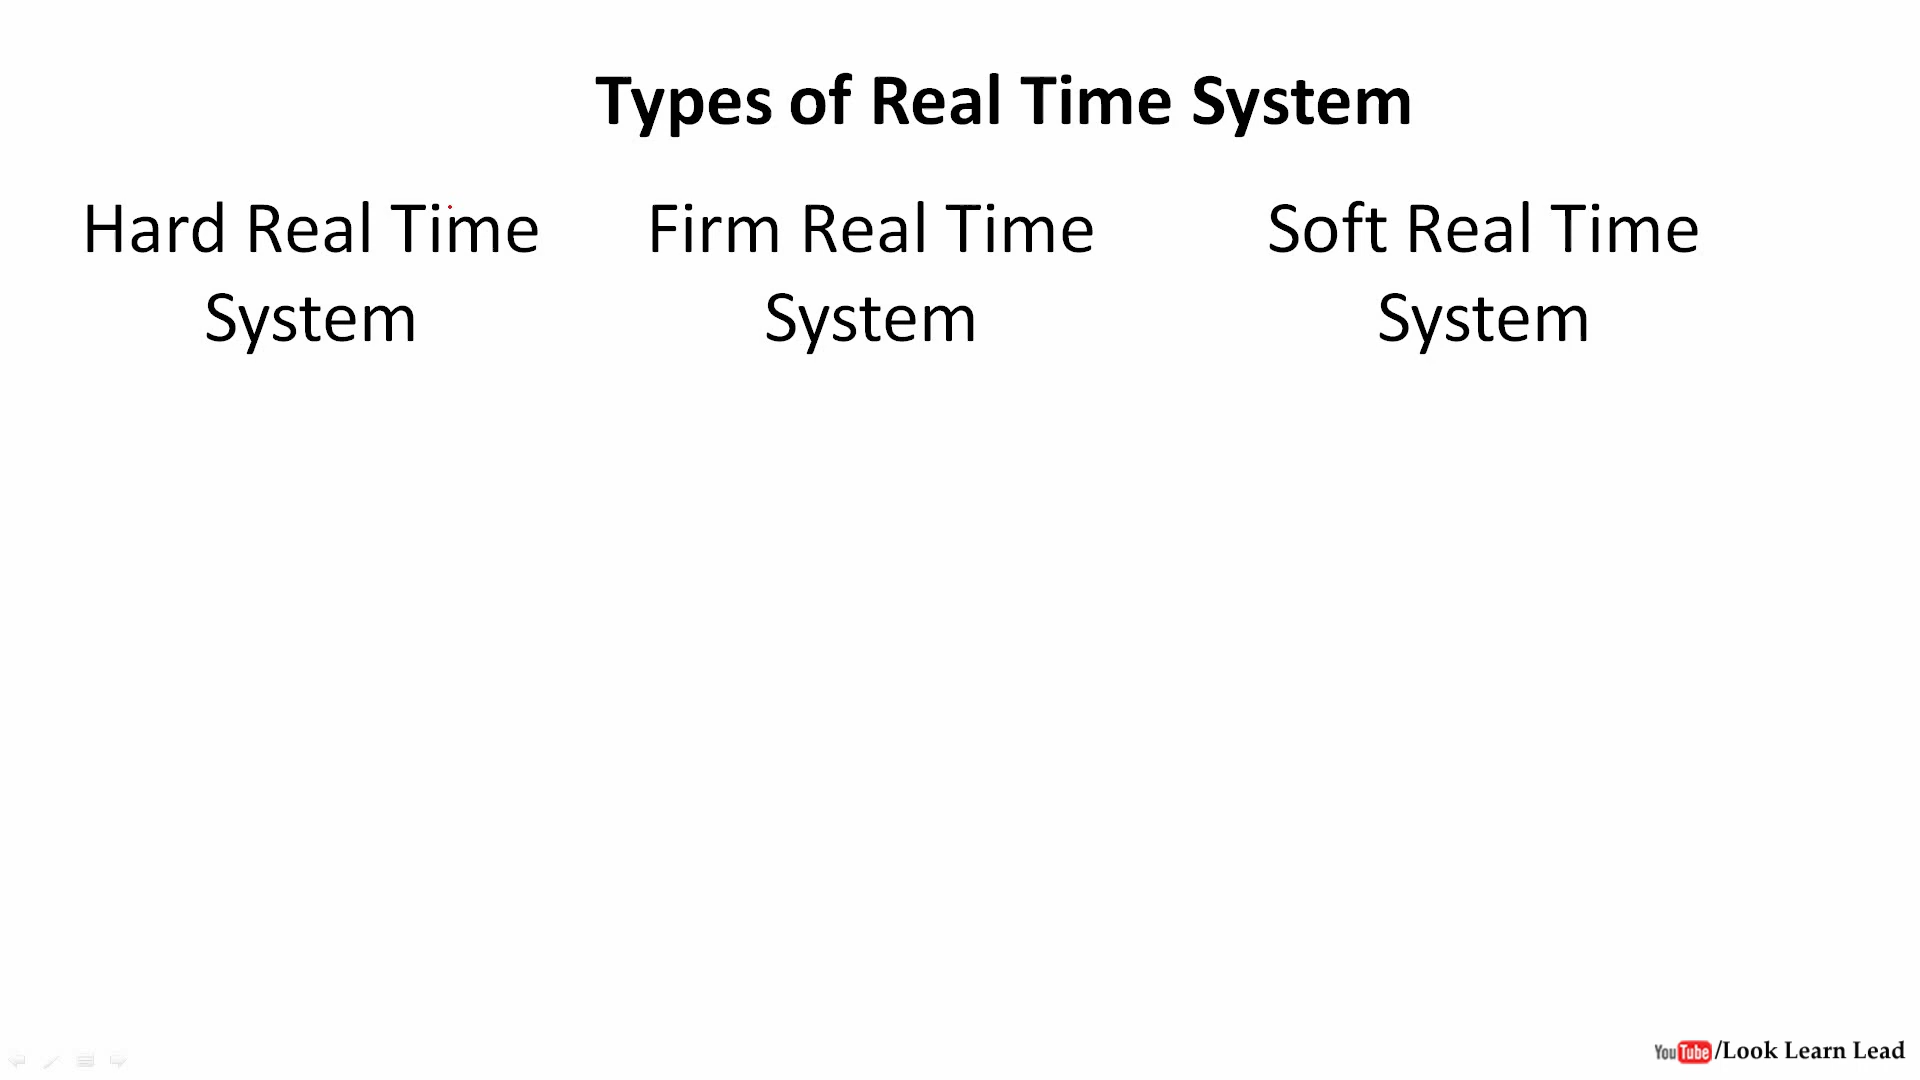 Types of Real Time System
Hard Real Time
System
Firm Real Time
System
Soft Real Time
System
YouTube/Look Learn Lead